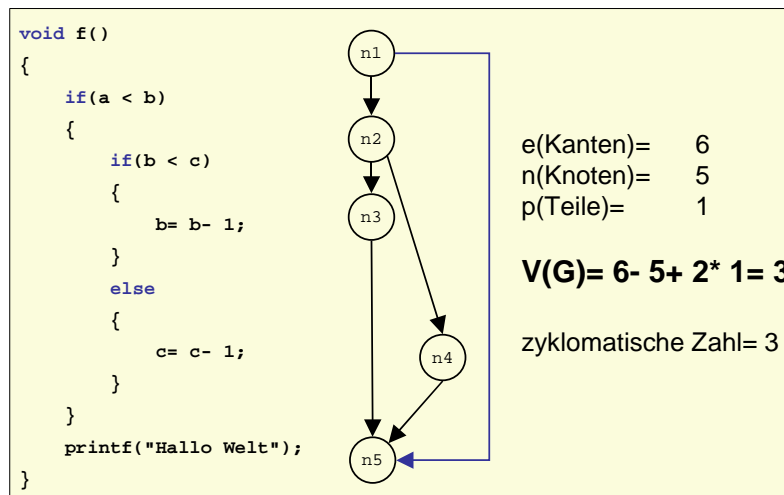 void f()
{
if(a < b)
{
if(b < c)
{
b= b- 1;
}
else
{
c= c- 1;
}
}
printf("Hallo Welt");
}
n1
n2
n3
n4
n5
e(Kanten)= 6
n(Knoten)= 5
p(Teile)= 1
V(G)= 6- 5+ 2* 1= 3
zyklomatische Zahl= 3